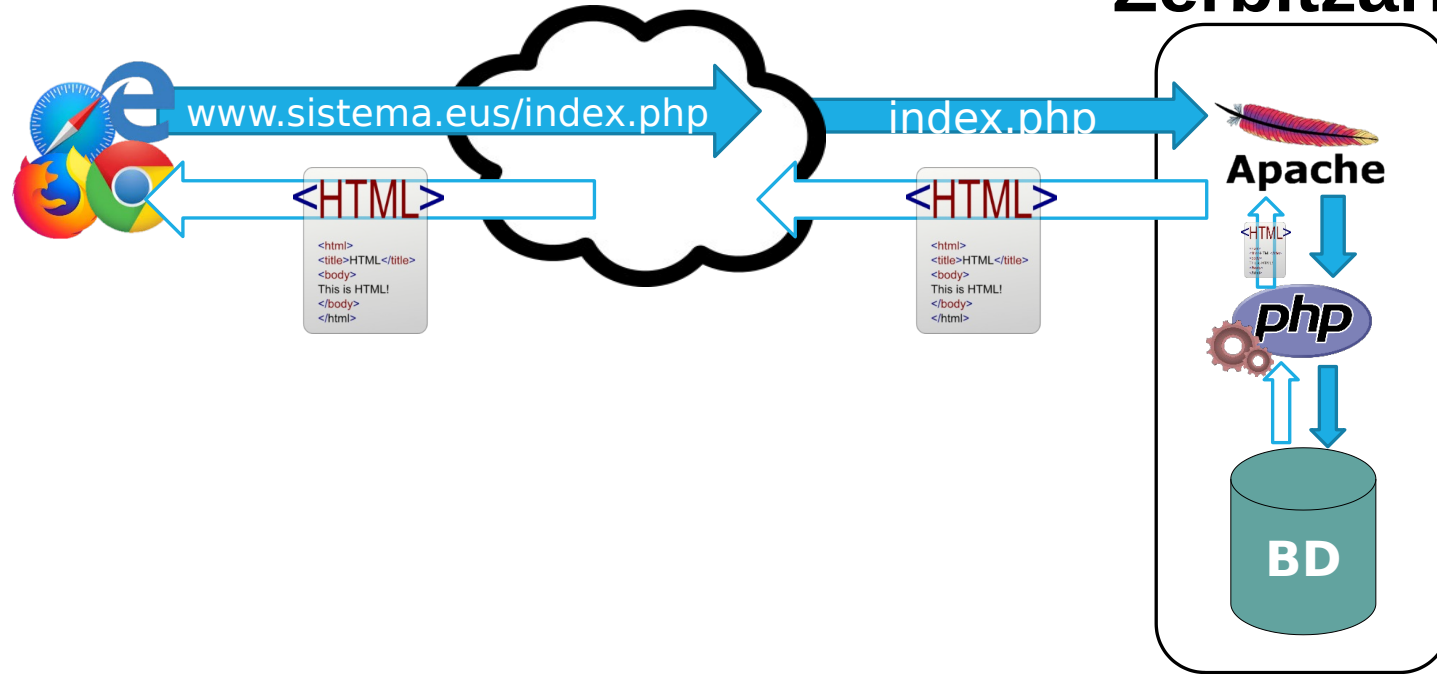 www.sistema.eus/index.php
index.php
Apache
<HTML>
<html>
<title>HTML</title>
<body>
This is HTML!
</body>
</html>
<HTML>
<html>
<title>HTML</title>
<body>
This is HTML!
</body>
</html>
<HTML>
php
BD